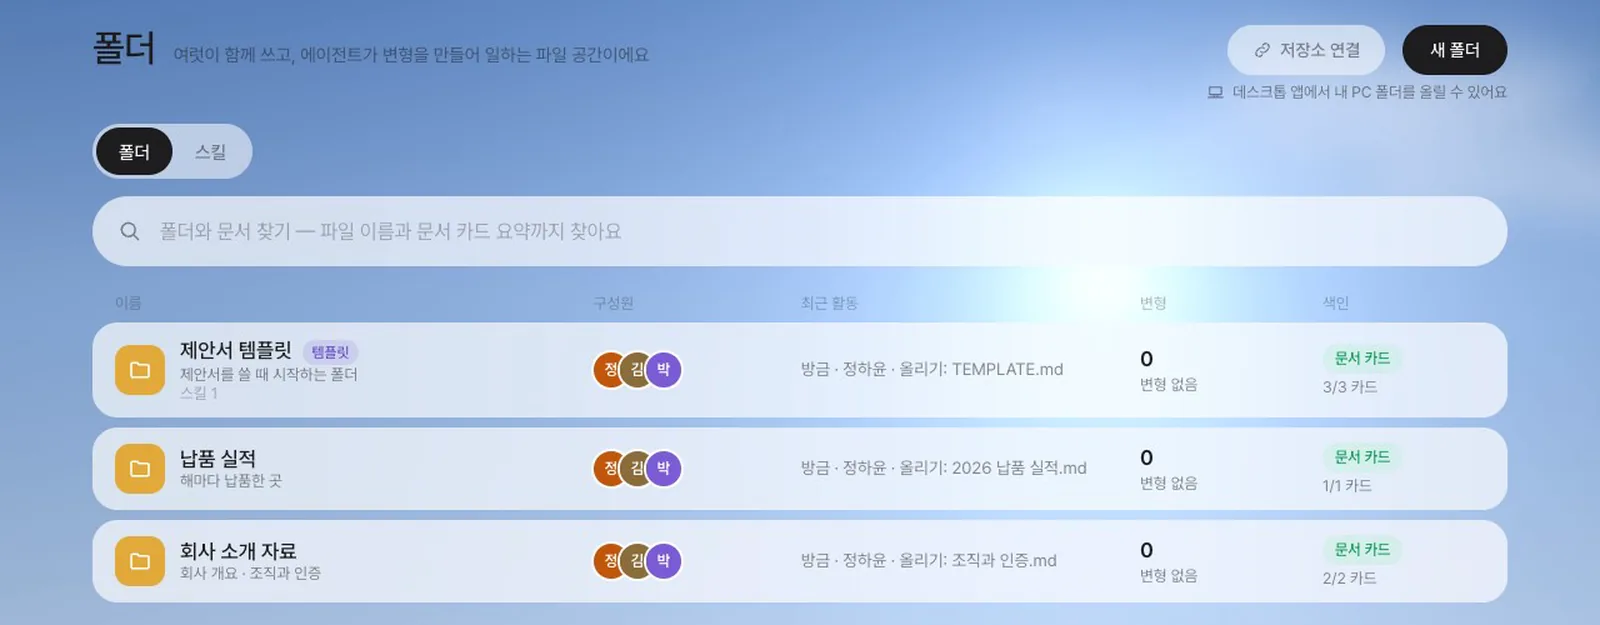 폴더
여럿이 함께 쓰고, 에이전트가 변형을 만들어 일하는 파일 공간이에요
저장소 연결
새 폴더
데스크톱 앱에서 내 PC 폴더를 올릴 수 있어요
폴더
스킬
폴더와 문서 찾기 — 파일 이름과 문서 카드 요약까지 찾아요
이름 구성원 최근 활동 변형 색인
제안서 템플릿 템플릿
제안서를 쓸 때 시작하는 폴더
스킬 1
정 김 박
방금 · 정하윤 · 올리기: TEMPLATE.md
0
변형 없음
문서 카드
3/3 카드
납품 실적
해마다 납품한 곳
정 김 박
방금 · 정하윤 · 올리기: 2026 납품 실적.md
0
변형 없음
문서 카드
1/1 카드
회사 소개 자료
회사 개요 · 조직과 인증
정 김 박
방금 · 정하윤 · 올리기: 조직과 인증.md
0
변형 없음
문서 카드
2/2 카드